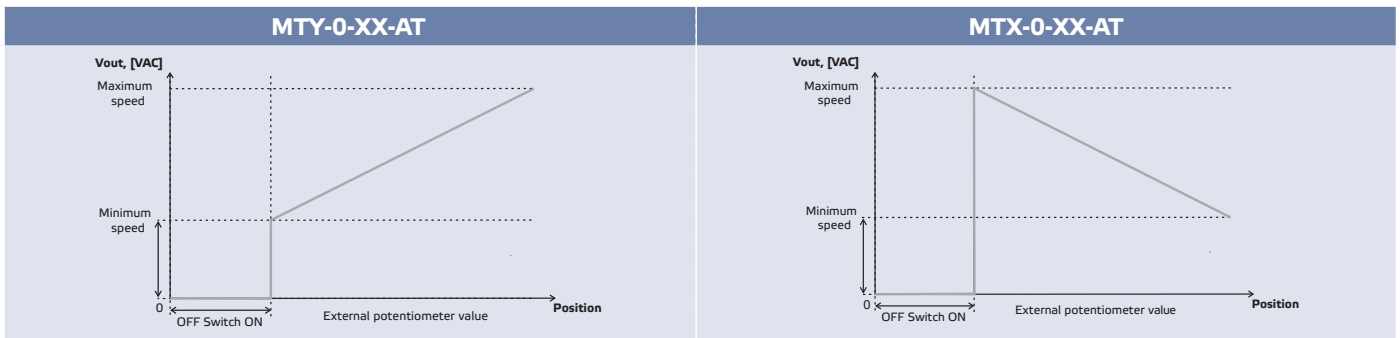 MTY-0-XX-AT
Vout, [VAC]
Maximum
speed
Minimum
speed
0
OFF Switch ON
External potentiometer value
Position
MTX-0-XX-AT
Vout, [VAC]
Maximum
speed
Minimum
speed
0
OFF Switch ON
External potentiometer value
Position